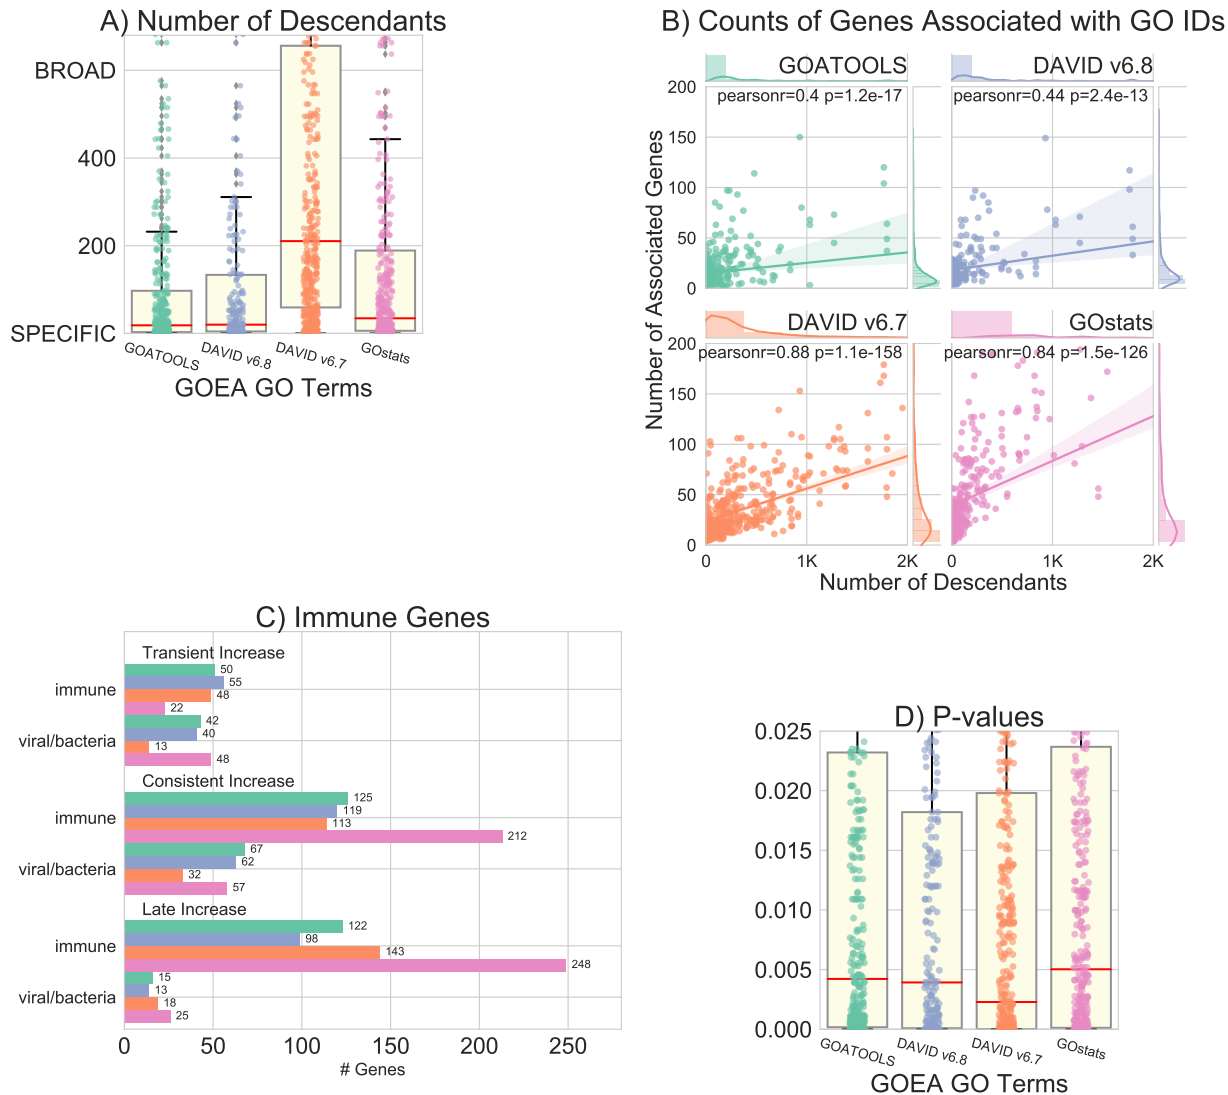 A) Number of Descendants
BROAD
400
200
SPECIFIC
GOATOOLS
DAVID v6.8
DAVID v6.7
GOstats
GOEA GO Terms
B) Counts of Genes Associated with GO IDs
GOATOOLS
DAVID v6.8
pearsonr=0.4 p=1.2e-17
pearsonr=0.44 p=2.4e-13
200
150
100
50
0
Number of Associated Genes
DAVID v6.7
GOstats
pearsonr=0.88 p=1.1e-158
pearsonr=0.84 p=1.5e-126
200
150
100
50
0
0
1K
2K
0
1K
2K
Number of Descendants
C) Immune Genes
Transient Increase
50
immune
55
48
22
42
viral/bacteria
40
13
48
Consistent Increase
125
immune
119
113
212
67
viral/bacteria
62
32
57
Late Increase
122
immune
98
143
248
15
viral/bacteria
13
18
25
0
50
100
150
200
250
# Genes
D) P-values
0.025
0.020
0.015
0.010
0.005
0.000
GOATOOLS
DAVID v6.8
DAVID v6.7
GOstats
GOEA GO Terms